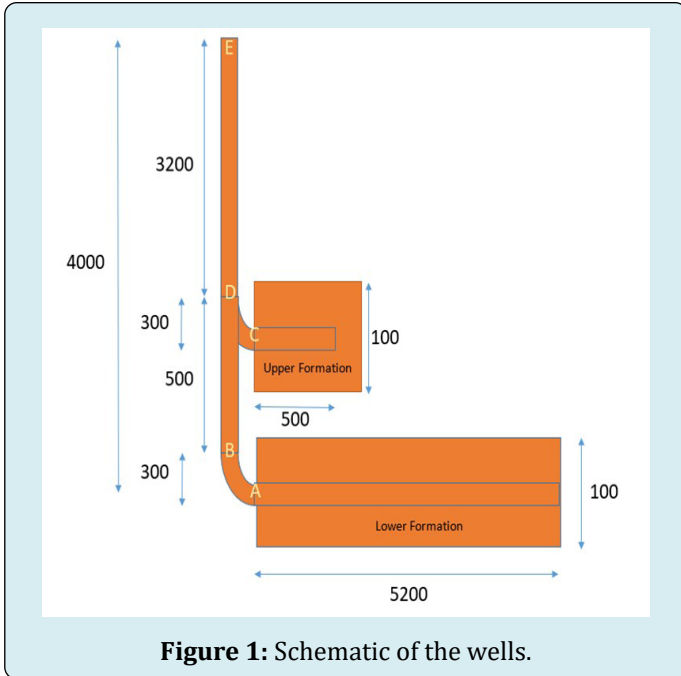 E
3200
4000
D
300
C
100
500
Upper Formation
500
B
300
A
100
Lower Formation
5200
Figure 1: Schematic of the wells.